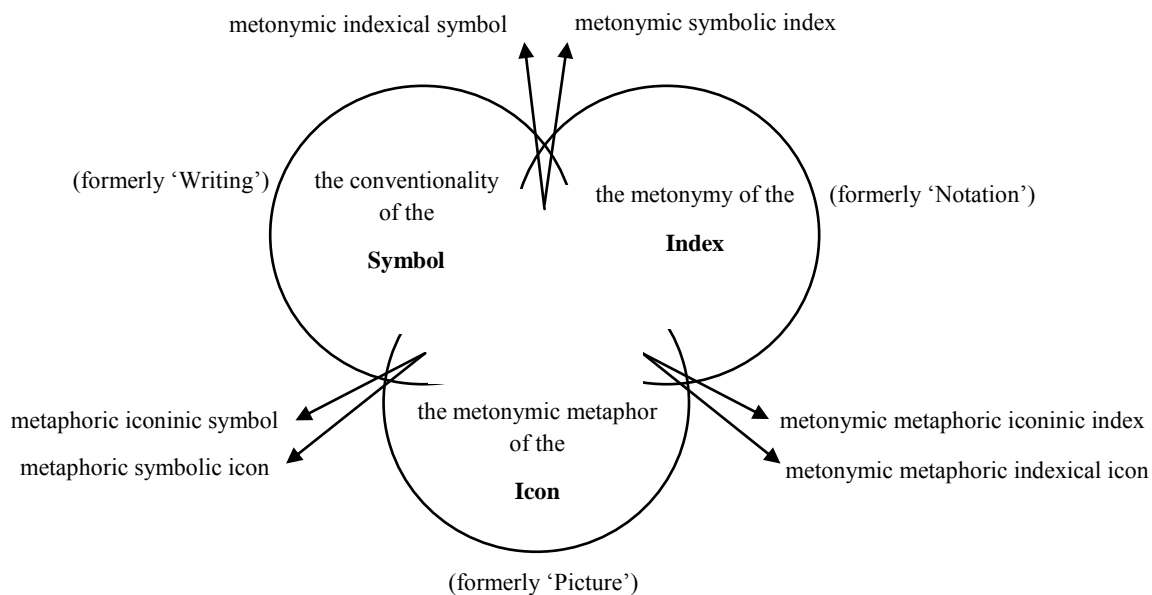 metonymic indexical symbol
metonymic symbolic index
(formerly ‘Writing’)
the conventionality
of the
Symbol
the metonymy of the
Index
(formerly ‘Notation’)
metaphoric iconinic symbol
metaphoric symbolic icon
the metonymic metaphor
of the
Icon
metonymic metaphoric iconinic index
metonymic metaphoric indexical icon
(formerly ‘Picture’)